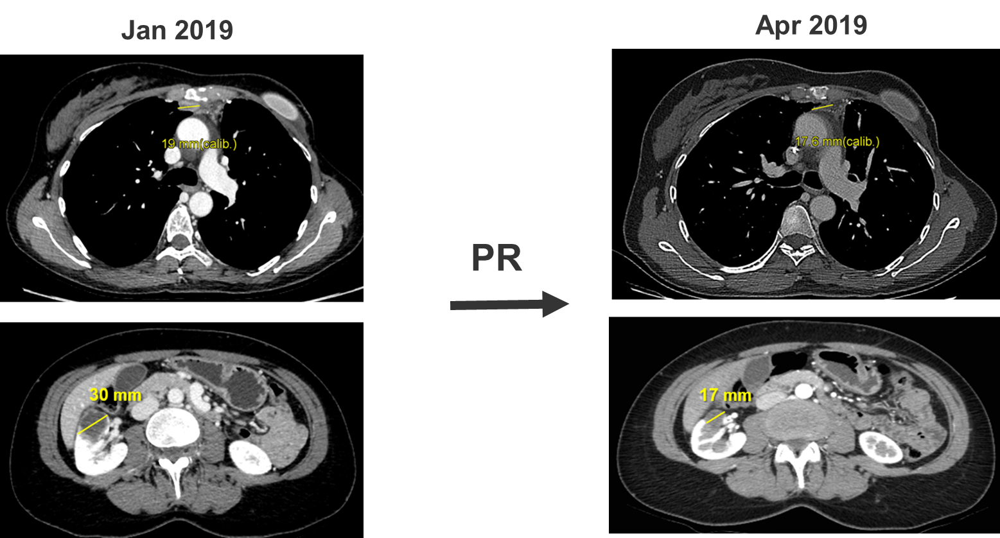 Jan 2019
Apr 2019
19 mm(calib.)
17.6 mm(calib.)
PR
30 mm
17 mm